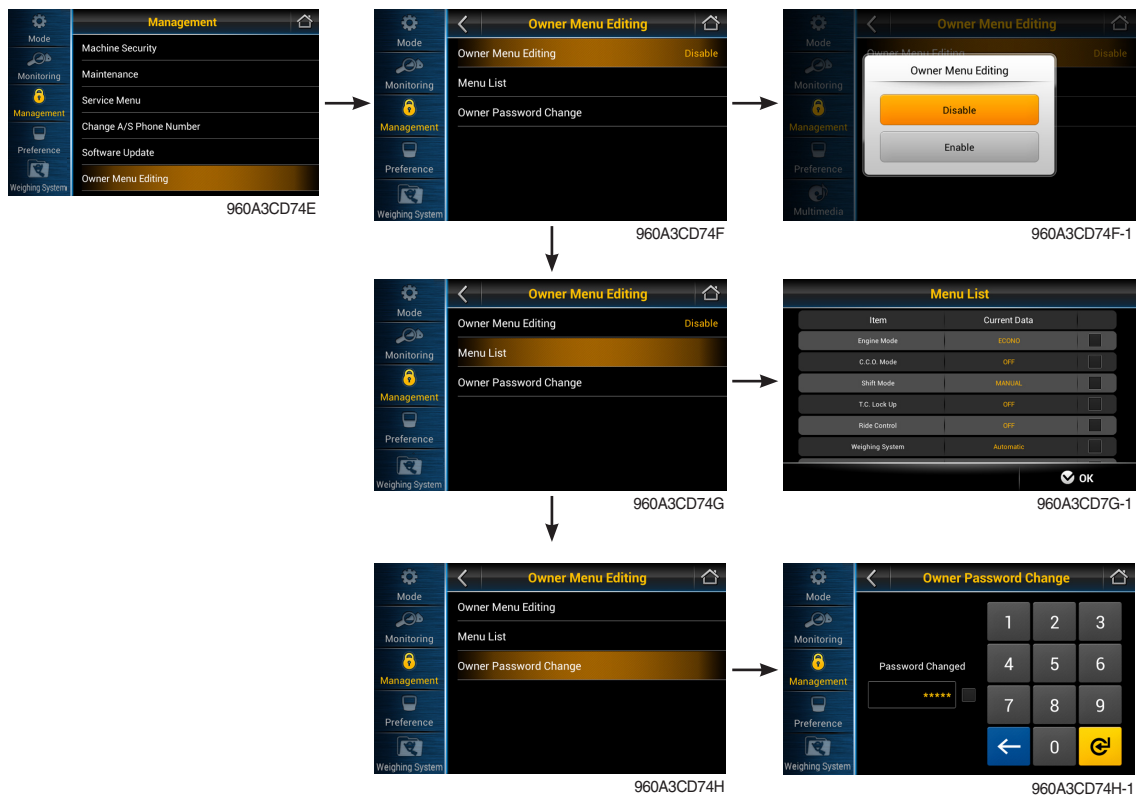 Mode
Monitoring
Management
Preference
Weighing System
Management
Machine Security
Maintenance
Service Menu
Change A/S Phone Number
Software Update
Owner Menu Editing
960A3CD74E
Mode
Monitoring
Management
Preference
Weighing System
Owner Menu Editing
Owner Menu Editing Disable
Menu List
Owner Password Change
960A3CD74F
Mode
Monitoring
Management
Preference
Multimedia
Owner Menu Editing
Owner Menu Editing Disable
Owner Menu Editing
Disable
Enable
960A3CD74F-1
Mode
Monitoring
Management
Preference
Weighing System
Owner Menu Editing
Owner Menu Editing Disable
Menu List
Owner Password Change
960A3CD74G
Menu List
Item Current Data
Engine Mode ECONO
C.C.O. Mode OFF
Shift Mode MANUAL
T.C. Lock Up OFF
Ride Control OFF
Weighing System Automatic
OK
960A3CD7G-1
Mode
Monitoring
Management
Preference
Weighing System
Owner Menu Editing
Owner Menu Editing
Menu List
Owner Password Change
960A3CD74H
Mode
Monitoring
Management
Preference
Weighing System
Owner Password Change
Password Changed
*****
1 2 3
4 5 6
7 8 9
0
960A3CD74H-1